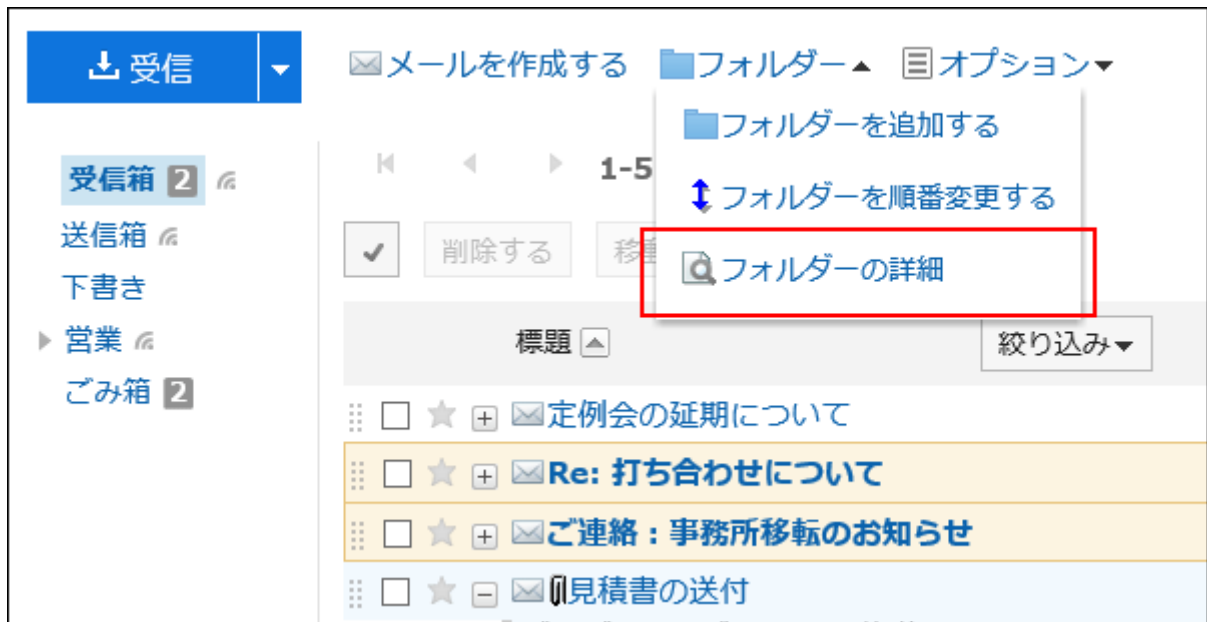 受信
メールを作成する フォルダー オプション
フォルダーを追加する
フォルダーを順番変更する
フォルダーの詳細
受信箱 2
送信箱
下書き
営業
ごみ箱 2
1-5
削除する
標題
絞り込み
定例会の延期について
Re: 打ち合わせについて
ご連絡：事務所移転のお知らせ
見積書の送付